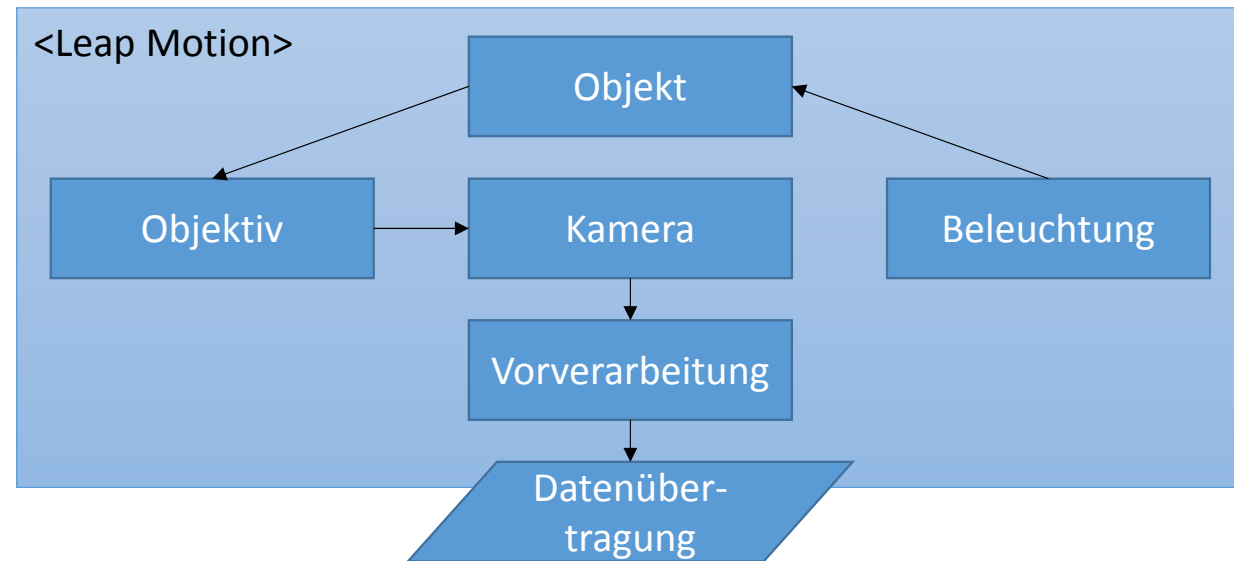 <Leap Motion>
Objekt
Objektiv
Kamera
Beleuchtung
Vorverarbeitung
Datenüber-
tragung